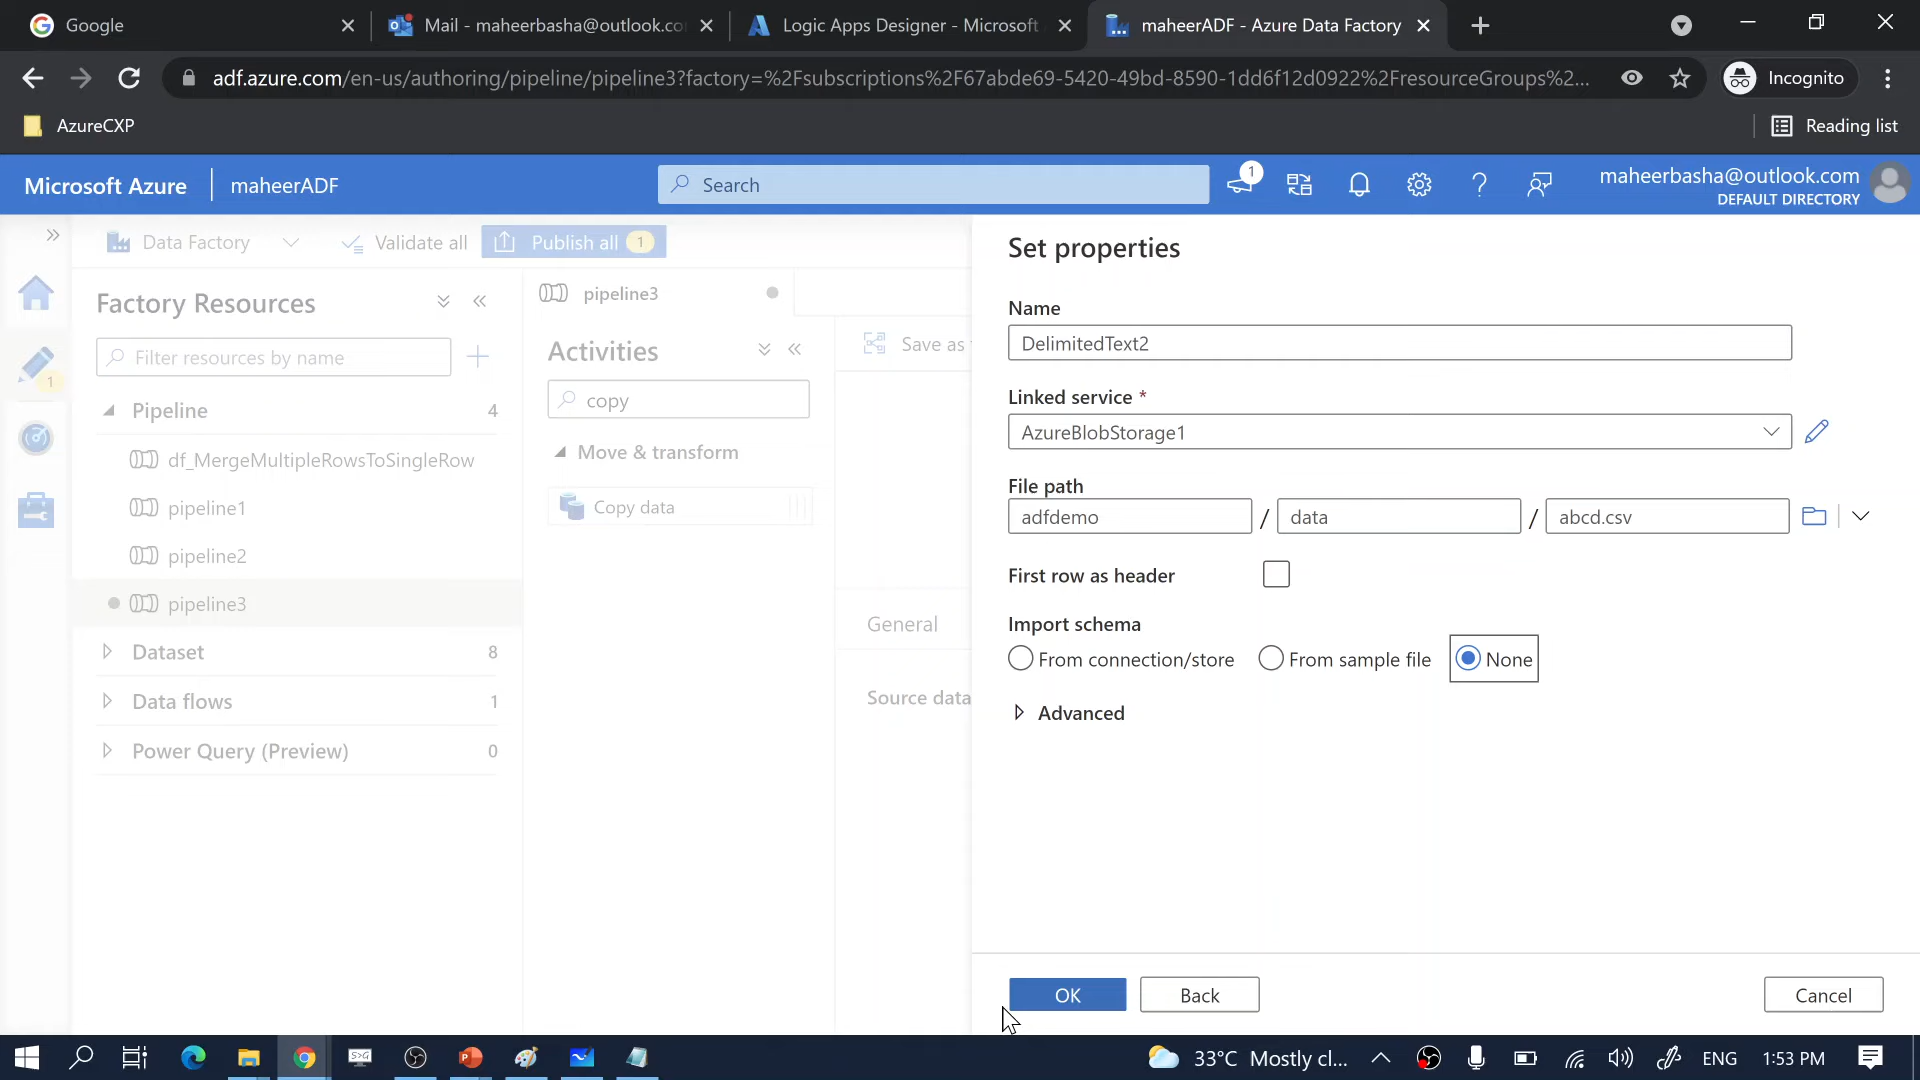 Google
Mail - maheerbasha@outlook.co
Logic Apps Designer - Microsoft
maheerADF - Azure Data Factory
adf.azure.com/en-us/authoring/pipeline/pipeline3?factory=%2Fsubscriptions%2F67abde69-5420-49bd-8590-1dd6f12d0922%2FresourceGroups%2...
Incognito
AzureCXP
Reading list
Microsoft Azure
maheerADF
Search
1
maheerbasha@outlook.com
DEFAULT DIRECTORY
Data Factory
Validate all
Publish all 1
Factory Resources
Filter resources by name
1
Pipeline 4
df_MergeMultipleRowsToSingleRow
pipeline1
pipeline2
pipeline3
Dataset 8
Data flows 1
Power Query (Preview) 0
pipeline3
Activities
copy
Move & transform
Copy data
Save as
General
Source data
Set properties
Name
DelimitedText2
Linked service *
AzureBlobStorage1
File path
adfdemo / data / abcd.csv
First row as header
Import schema
From connection/store From sample file None
Advanced
OK Back Cancel
33°C Mostly cl... ENG 1:53 PM